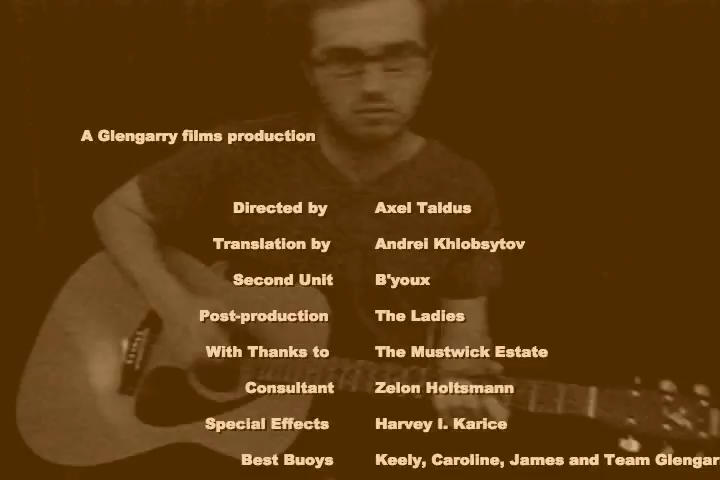 A Glengarry films production
Directed by Axel Taldus
Translation by Andrei Khlobsytov
Second Unit B'youx
Post-production The Ladies
With Thanks to The Mustwick Estate
Consultant Zelon Holtsmann
Special Effects Harvey I. Karice
Best Buoys Keely, Caroline, James and Team Glengar